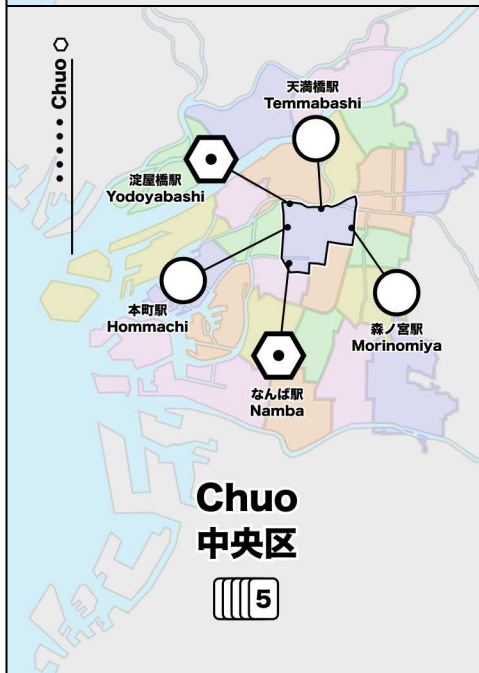 Chuo
天満橋駅
Temmabashi
淀屋橋駅
Yodoyabashi
本町駅
Hommachi
森ノ宮駅
Morinomiya
なんば駅
Namba
Chuo
中央区
5